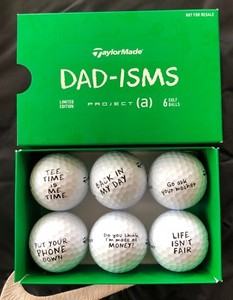 NOT FOR RESALE
TaylorMade
DAD-ISMS
LIMITED
EDITION
PROJECT (a)
6 GOLF
BALLS
TEE
TIME
IS
ME
TIME
BACK IN
MY DAY
Go ask
your mother
PUT YOUR
PHONE
DOWN
Do you think
I'm made of
MONEY?
LIFE
ISN'T
FAIR